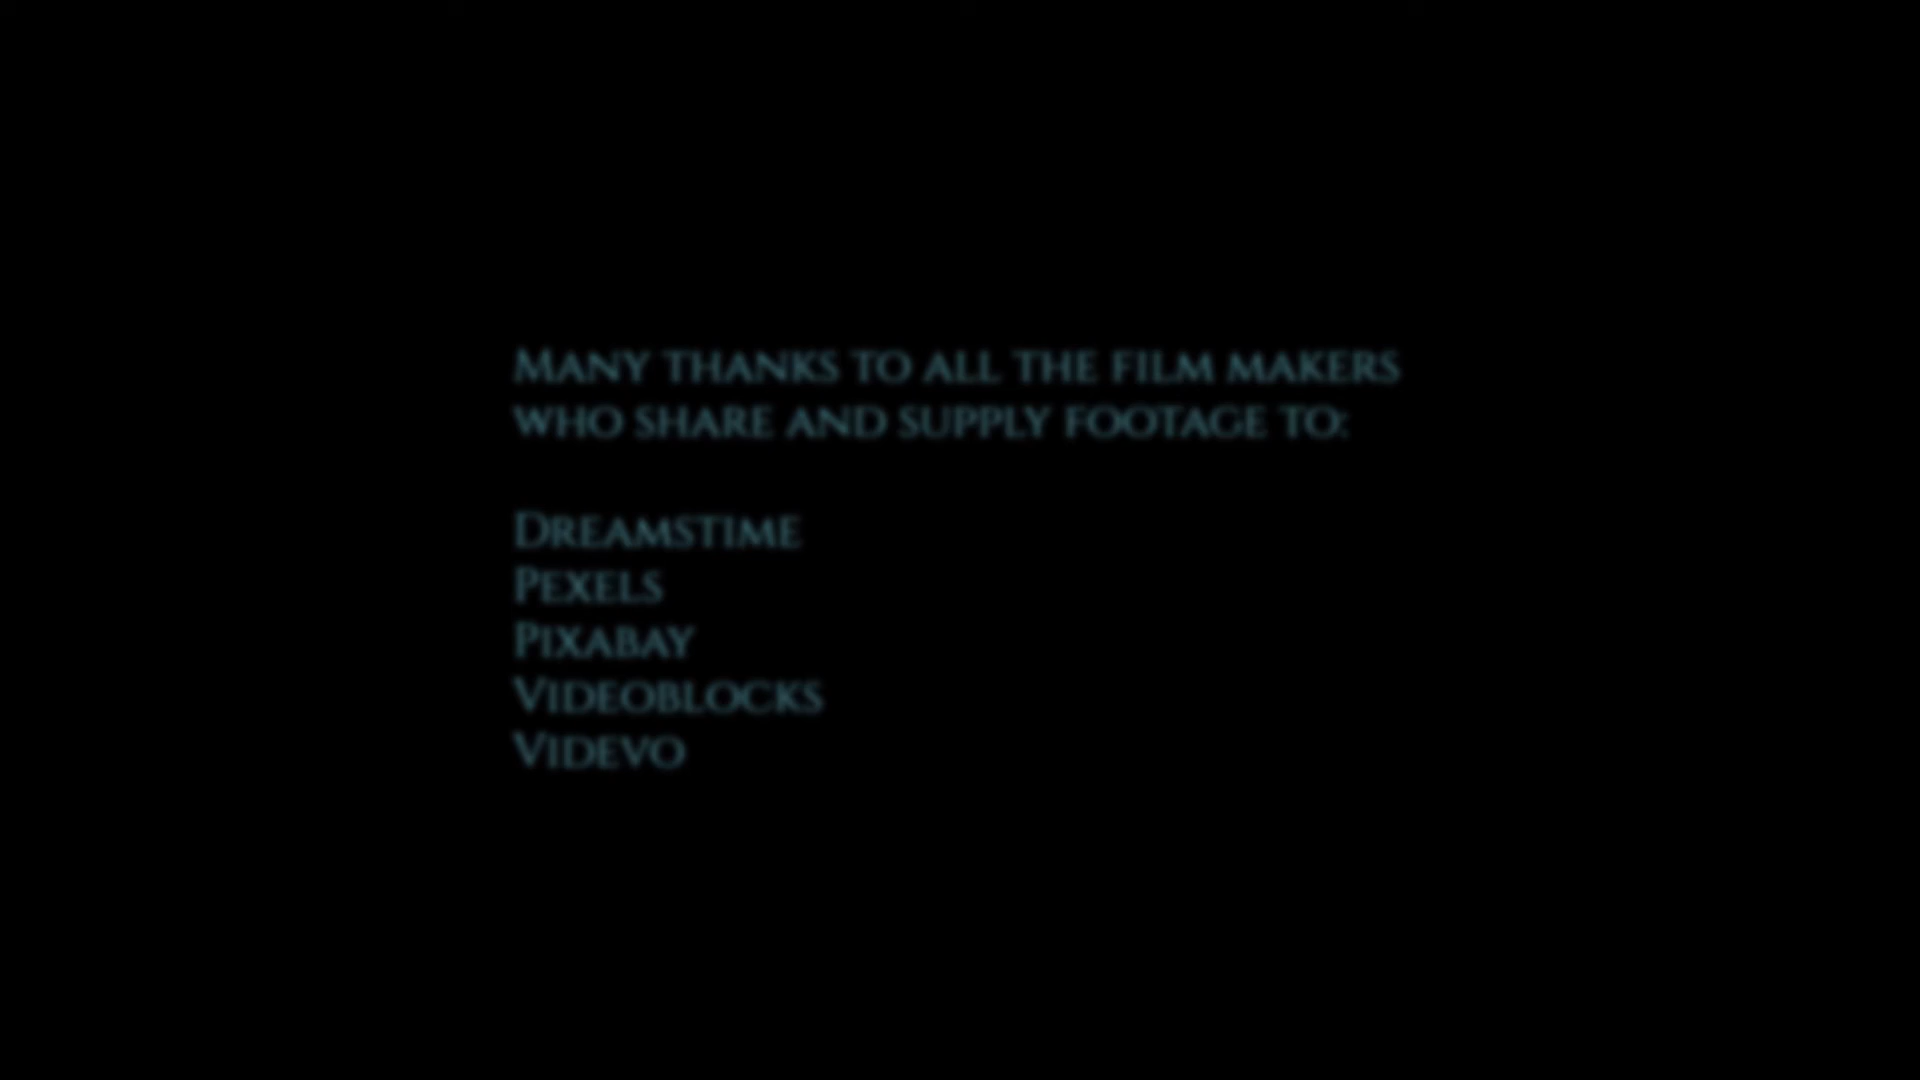 Many thanks to all the film makers
who share and supply footage to:
Dreamstime
Pexels
Pixabay
Videoblocks
Videvo